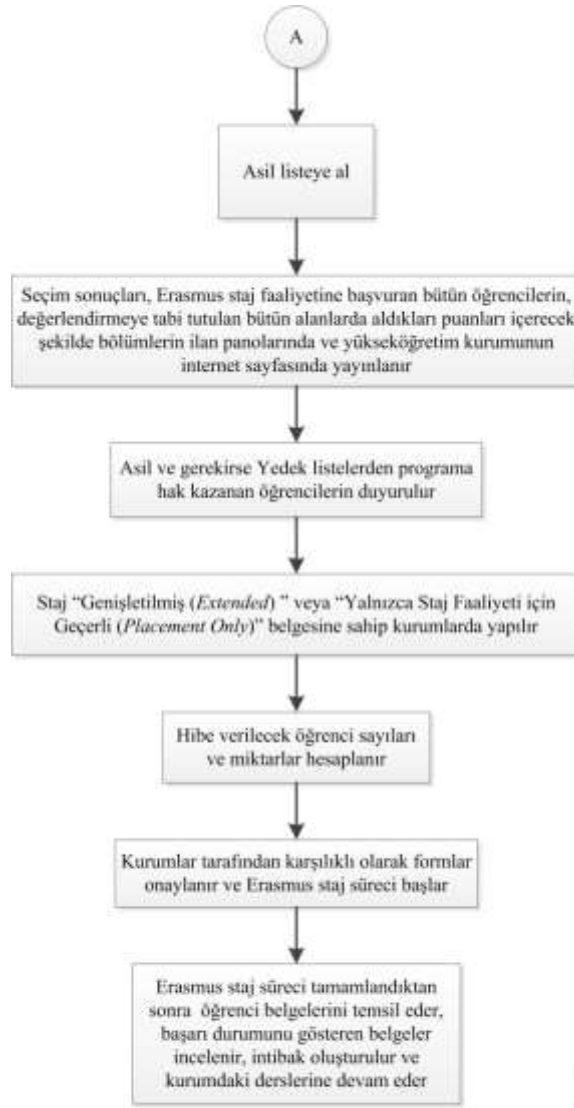 A
Asil listeye al
Seçim sonuçları, Erasmus staj faaliyetine başvuran bütün öğrencilerin,
değerlendirmeye tabi tutulan bütün alanlarda aldıkları puanları içerecek
şekilde bölümlerin ilan panolarında ve yükseköğretim kurumunun
internet sayfasında yayınlanır
Asil ve gerekirse Yedek listelerden programa
hak kazanan öğrencilerin duyurulur
Staj “Genişletilmiş (Extended) ” veya “Yalnızca Staj Faaliyeti için
Geçerli (Placement Only)” belgesine sahip kurumlarda yapılır
Hibe verilecek öğrenci sayıları
ve miktarlar hesaplanır
Kurumlar tarafından karşılıklı olarak formlar
onaylanır ve Erasmus staj süreci başlar
Erasmus staj süreci tamamlandıktan
sonra öğrenci belgelerini temsil eder,
başarı durumunu gösteren belgeler
incelenir, intibak oluşturulur ve
kurumdaki derslerine devam eder